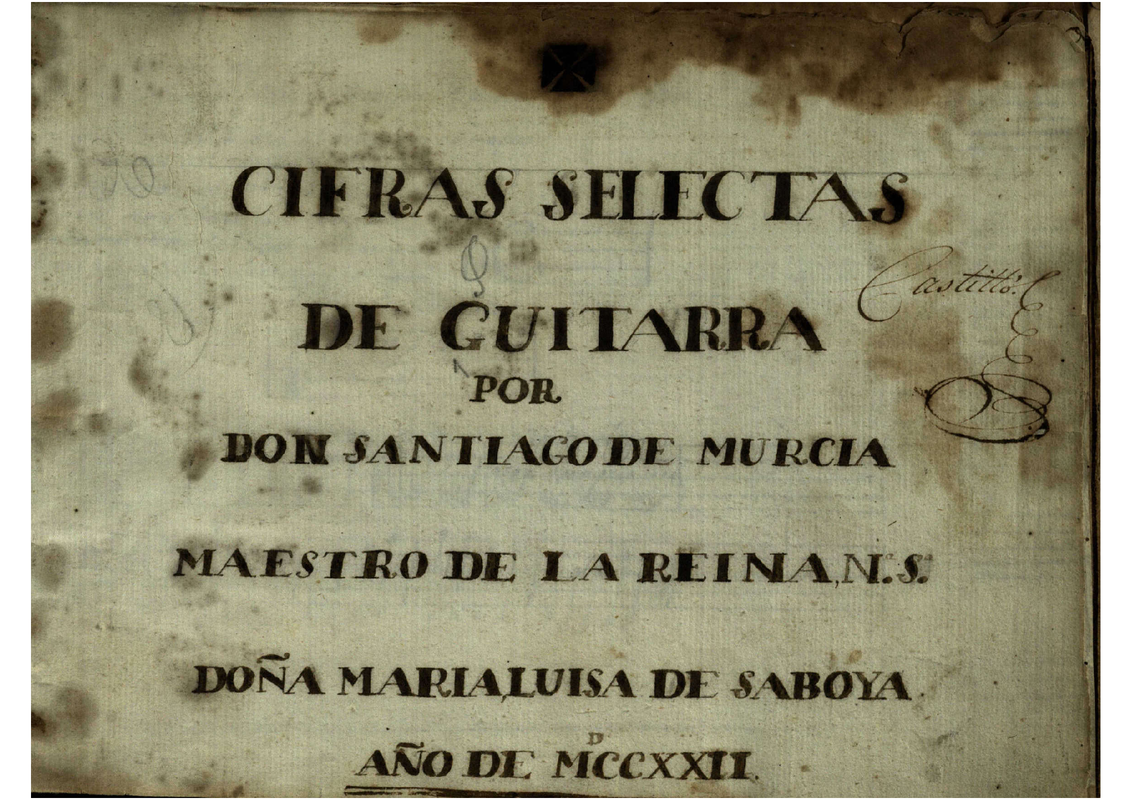 CIFRAS SELECTAS
Castillo.
DE GUITARRA
POR
DON SANTIAGO DE MURCIA
MAESTRO DE LA REINA, N.S.
DOÑA MARIA, LUISA DE SABOYA
D
AÑO DE MCCXXII.